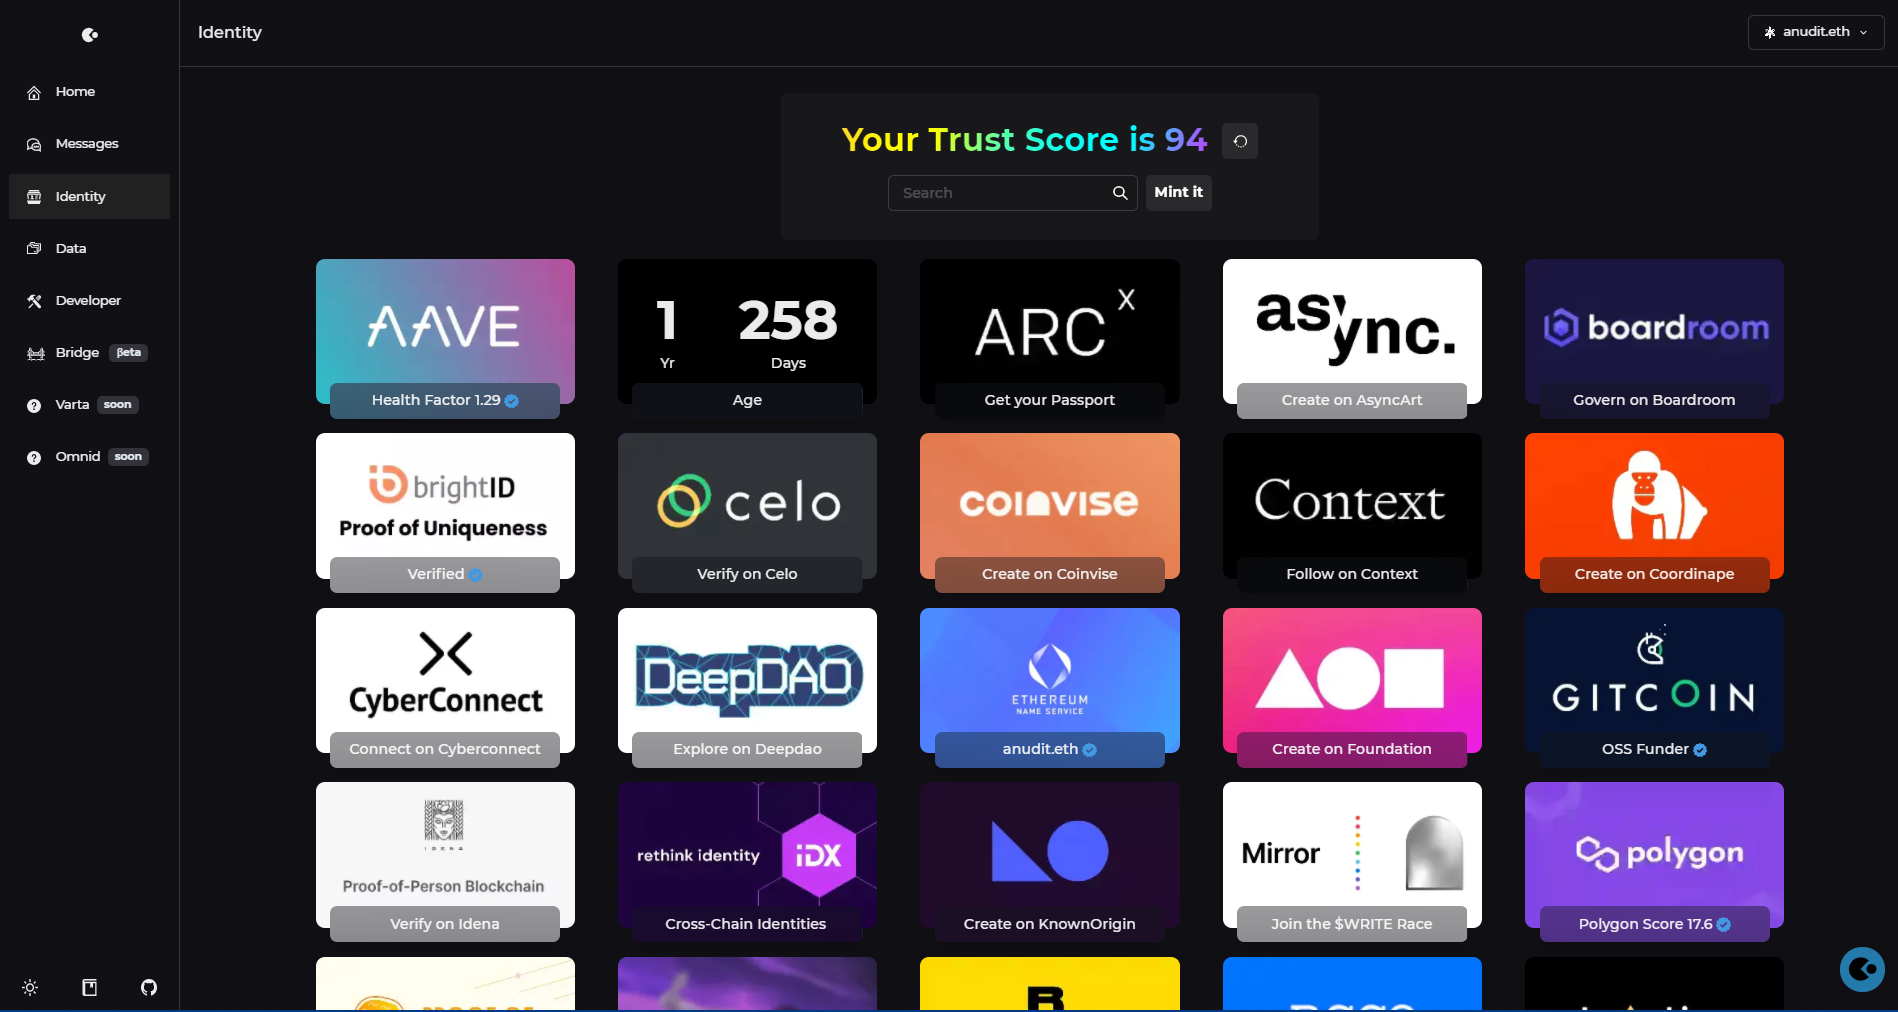 Identity
anudit.eth
Home
Messages
Identity
Data
Developer
Bridge βeta
Varta soon
Omnid soon
Your Trust Score is 94
Search
Mint it
AAVE
Health Factor 1.29
1 258
Yr Days
Age
ARC X
Get your Passport
async.
Create on AsyncArt
boardroom
Govern on Boardroom
brightID
Proof of Uniqueness
Verified
celo
Verify on Celo
coinvise
Create on Coinvise
Context
Follow on Context
Create on Coordinape
CyberConnect
Connect on Cyberconnect
DeepDAO
Explore on Deepdao
ETHEREUM
NAME SERVICE
anudit.eth
Create on Foundation
GITCOIN
OSS Funder
IDENA
Proof-of-Person Blockchain
Verify on Idena
rethink identity
iDX
Cross-Chain Identities
Create on KnownOrigin
Mirror
Join the $WRITE Race
polygon
Polygon Score 17.6
PROOF OF
R